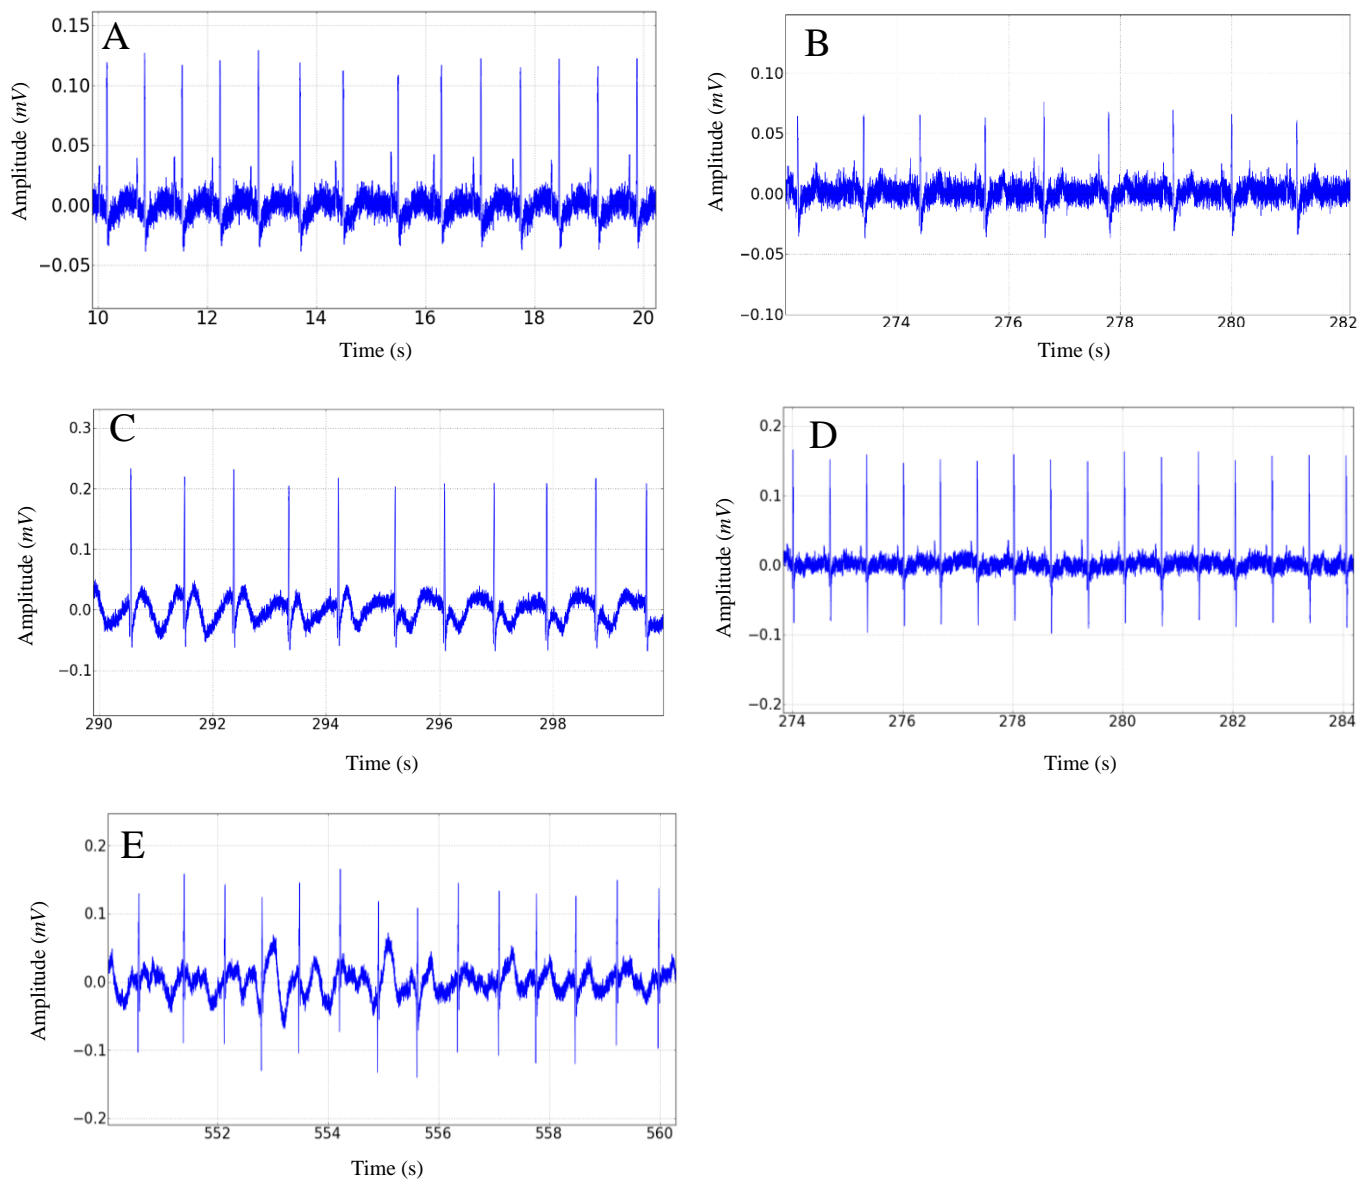 A
Amplitude (mV)
0.15
0.10
0.05
0.00
−0.05
10 12 14 16 18 20
Time (s)
B
Amplitude (mV)
0.10
0.05
0.00
−0.05
−0.10
274 276 278 280 282
Time (s)
C
Amplitude (mV)
0.3
0.2
0.1
0.0
−0.1
290 292 294 296 298
Time (s)
D
Amplitude (mV)
0.2
0.1
0.0
−0.1
−0.2
274 276 278 280 282 284
Time (s)
E
Amplitude (mV)
0.2
0.1
0.0
−0.1
−0.2
552 554 556 558 560
Time (s)